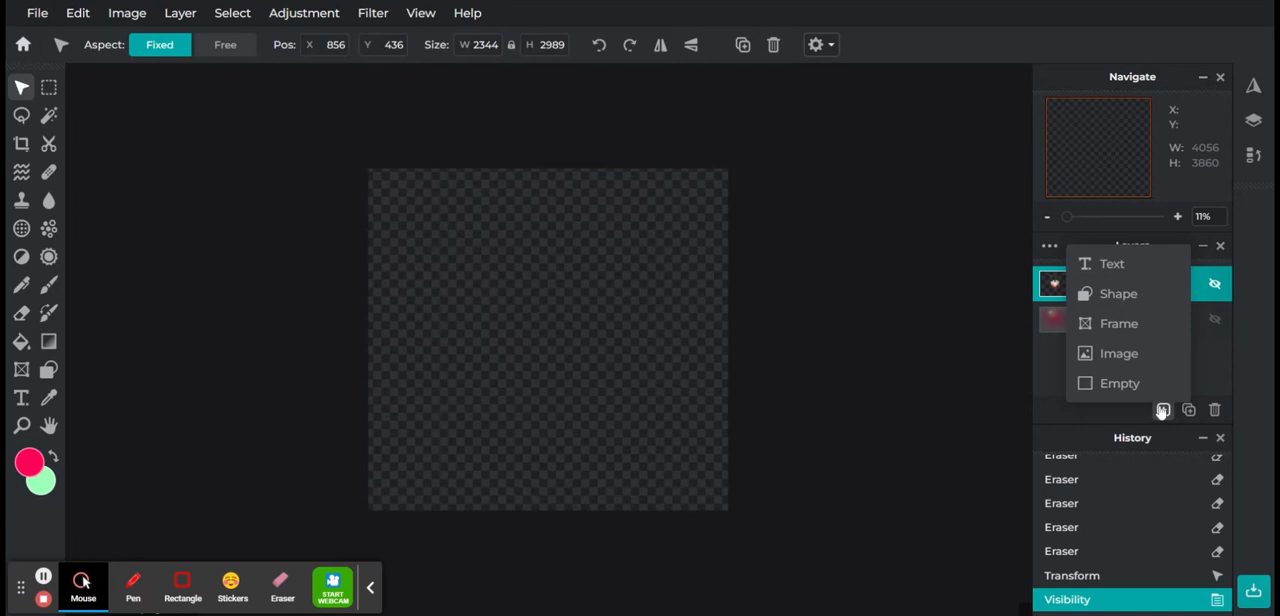 File Edit Image Layer Select Adjustment Filter View Help
Aspect: Fixed Free Pos: X 856 Y 436 Size: W 2344 H 2989
Navigate
X:
Y:
W: 4056
H: 3860
- + 11%
Text
Shape
Frame
Image
Empty
History
Eraser
Eraser
Eraser
Eraser
Eraser
Transform
Visibility
Mouse Pen Rectangle Stickers Eraser START
WEBCAM